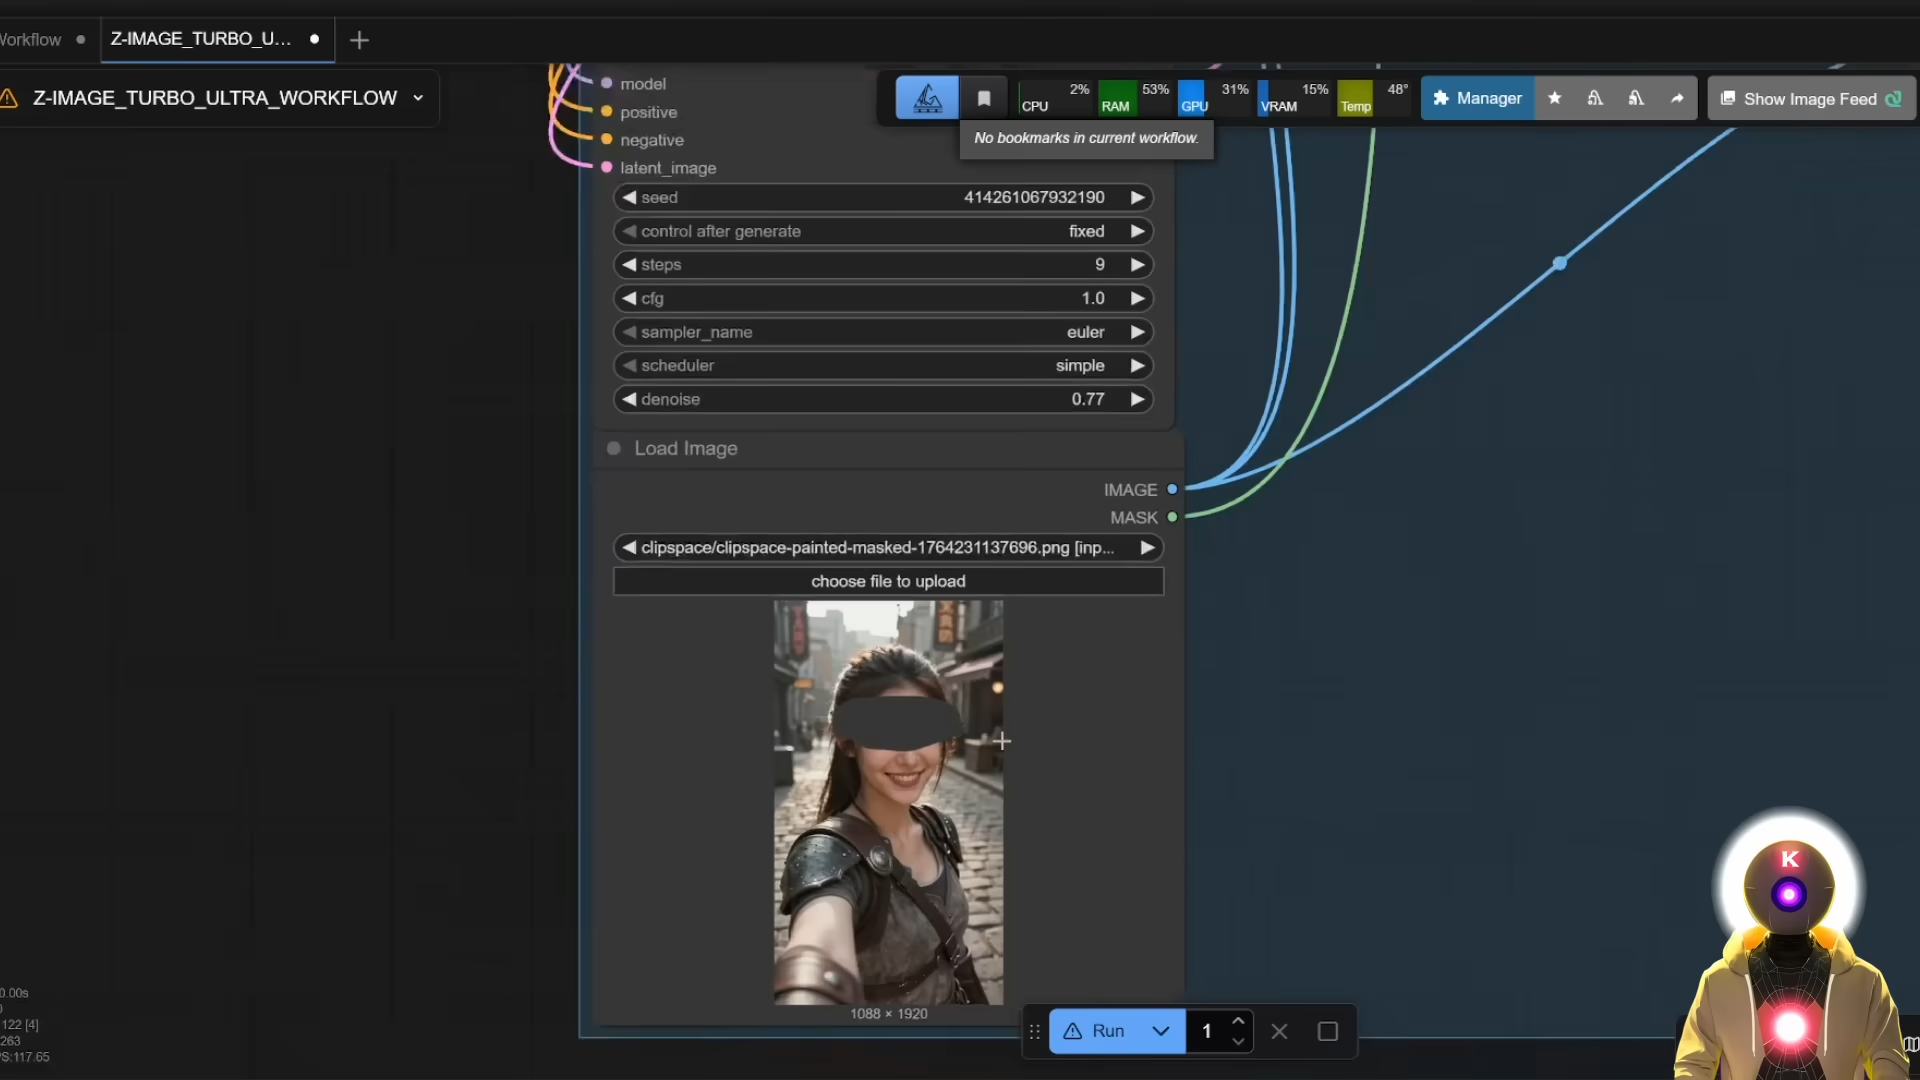 Workflow
Z-IMAGE_TURBO_U...
Z-IMAGE_TURBO_ULTRA_WORKFLOW
CPU 2%
RAM 53%
GPU 31%
VRAM 15%
Temp 48°
Manager
Show Image Feed
No bookmarks in current workflow.
model
positive
negative
latent_image
seed 414261067932190
control after generate fixed
steps 9
cfg 1.0
sampler_name euler
scheduler simple
denoise 0.77
Load Image
IMAGE
MASK
clipspace/clipspace-painted-masked-1764231137696.png [inp...
choose file to upload
1088 × 1920
Run 1
K
0.00s
122 [4]
263
PS:117.65